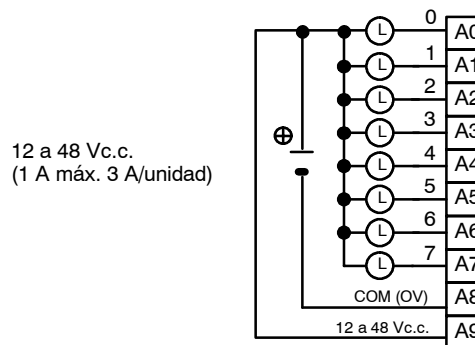 0 L A0
1 L A1
2 L A2
3 L A3
12 a 48 Vc.c.
(1 A máx. 3 A/unidad)
4 L A4
5 L A5
6 L A6
7 L A7
COM (OV) A8
12 a 48 Vc.c. A9